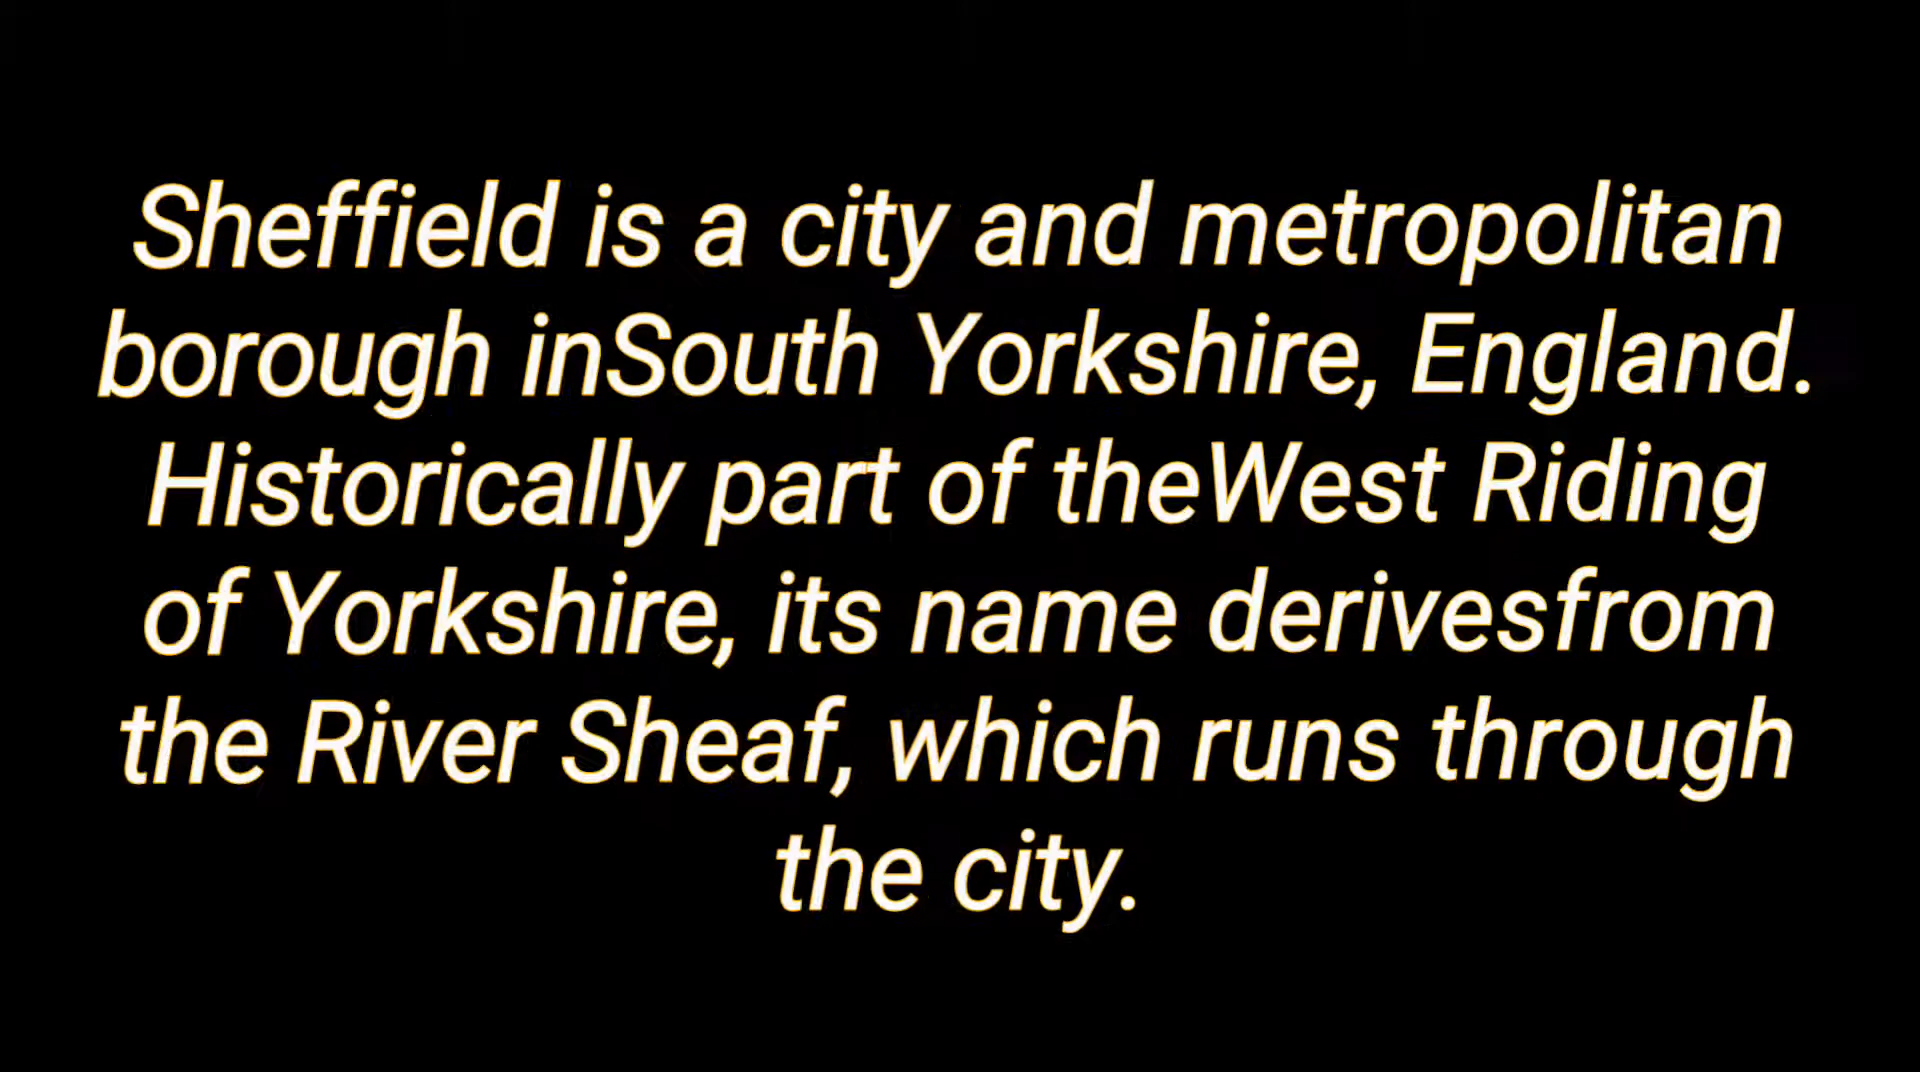 Sheffield is a city and metropolitan
borough inSouth Yorkshire, England.
Historically part of theWest Riding
of Yorkshire, its name derivesfrom
the River Sheaf, which runs through
the city.